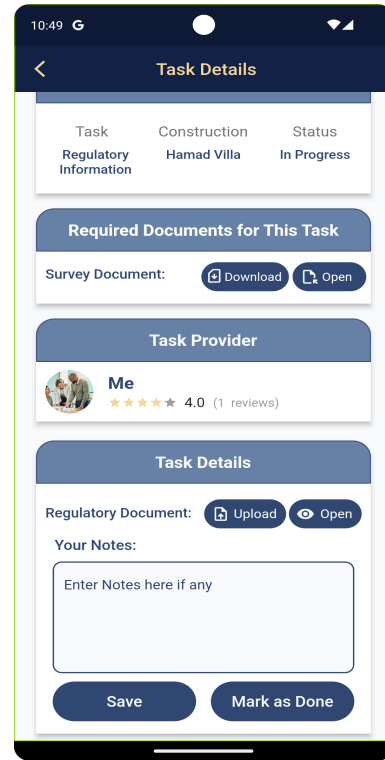 10:49 G
Task Details
Task Construction Status
Regulatory Information Hamad Villa In Progress
Required Documents for This Task
Survey Document: Download Open
Task Provider
Me
4.0 (1 reviews)
Task Details
Regulatory Document: Upload Open
Your Notes:
Enter Notes here if any
Save Mark as Done